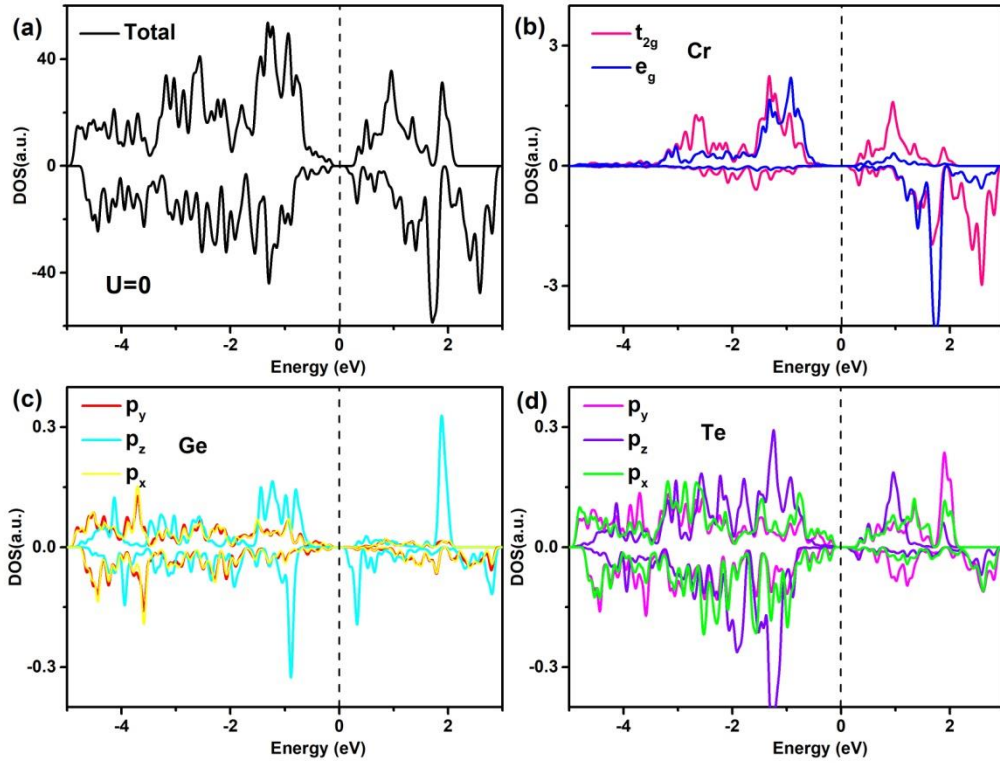 (a)
Total
U=0
DOS(a.u.)
40
0
-40
-4 -2 0 2
Energy (eV)
(b)
t2g
eg
Cr
DOS(a.u.)
3
0
-3
-4 -2 0 2
Energy (eV)
(c)
py
pz
px
Ge
DOS(a.u.)
0.3
0.0
-0.3
-4 -2 0 2
Energy (eV)
(d)
py
pz
px
Te
DOS(a.u.)
0.3
0.0
-0.3
-4 -2 0 2
Energy (eV)